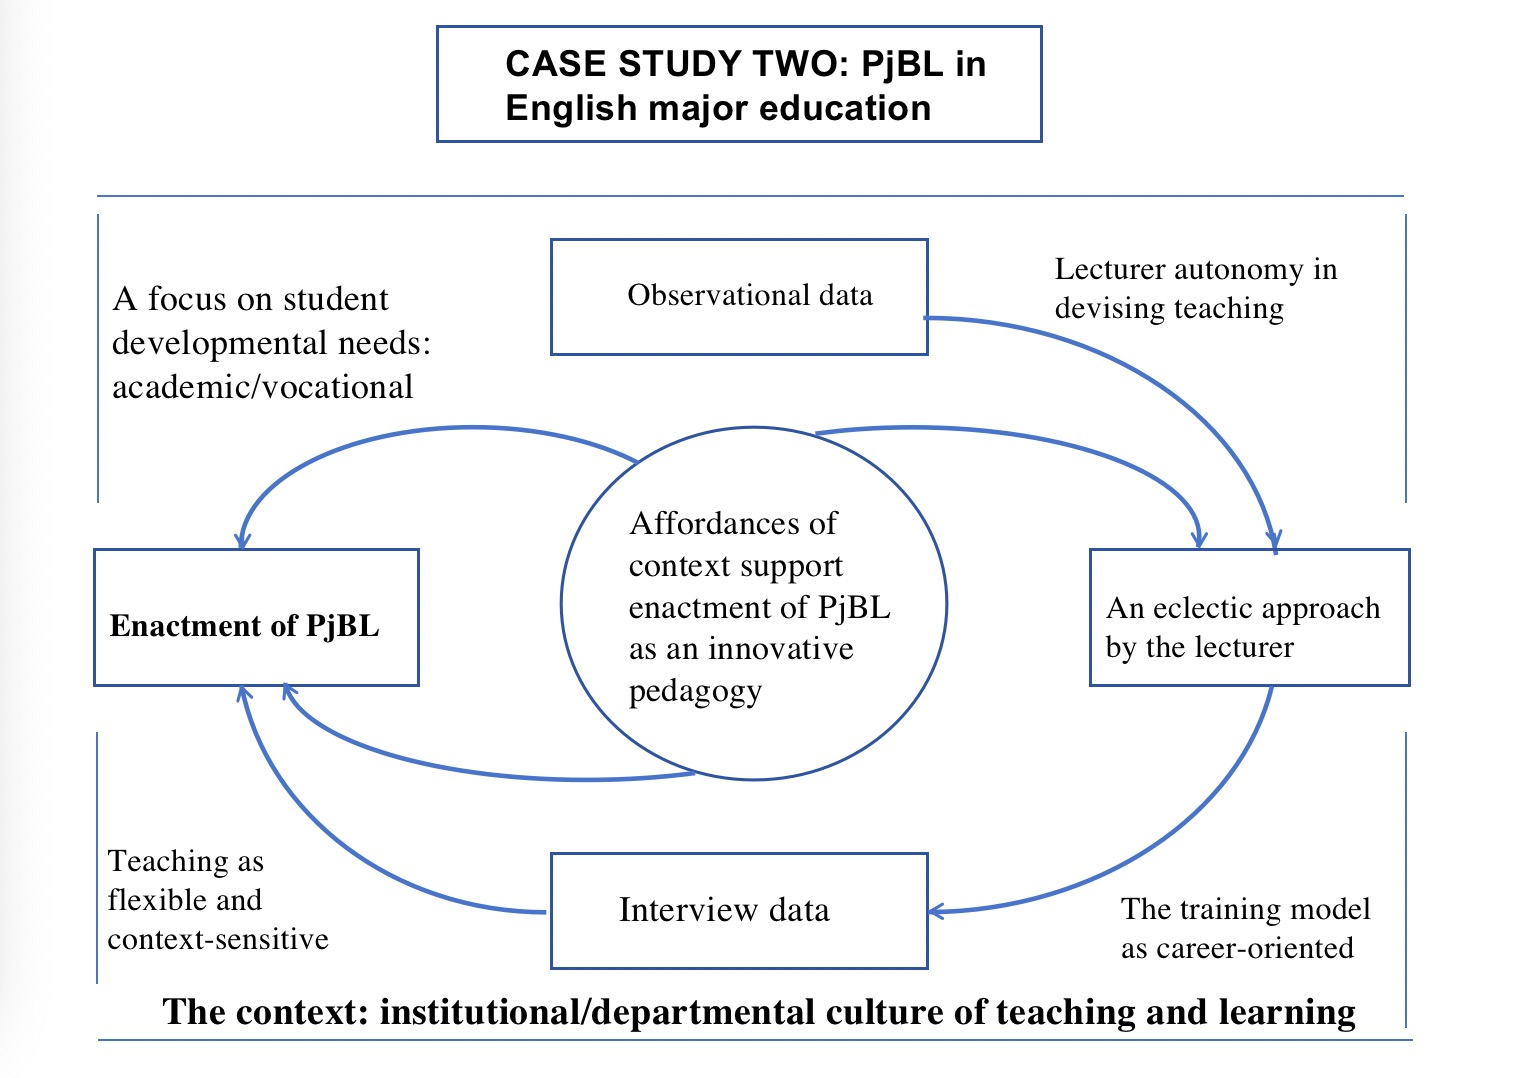 CASE STUDY TWO: PjBL in
English major education
A focus on student
developmental needs:
academic/vocational
Observational data
Lecturer autonomy in
devising teaching
Enactment of PjBL
Affordances of
context support
enactment of PjBL
as an innovative
pedagogy
An eclectic approach
by the lecturer
Teaching as
flexible and
context-sensitive
Interview data
The training model
as career-oriented
The context: institutional/departmental culture of teaching and learning